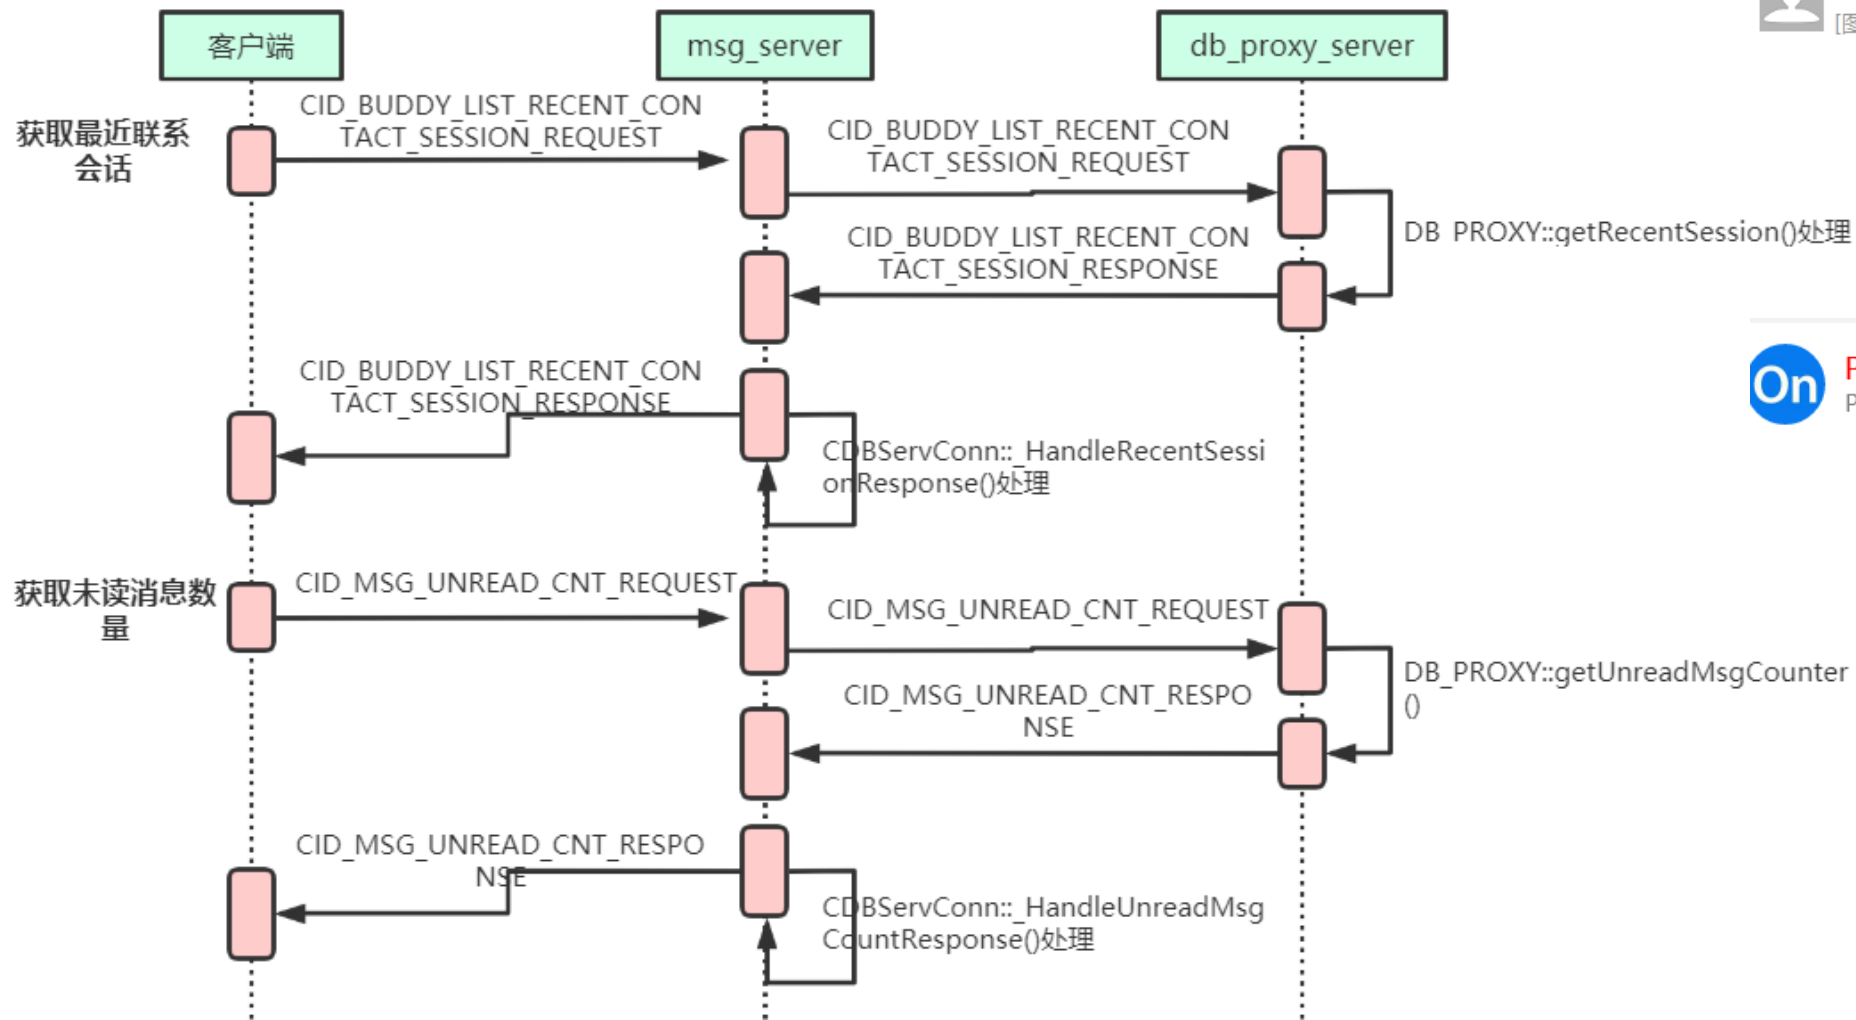 客户端
msg_server
db_proxy_server
[图
获取最近联系
会话
CID_BUDDY_LIST_RECENT_CON
TACT_SESSION_REQUEST
CID_BUDDY_LIST_RECENT_CON
TACT_SESSION_REQUEST
DB_PROXY::getRecentSession()处理
CID_BUDDY_LIST_RECENT_CON
TACT_SESSION_RESPONSE
On
P
P
CID_BUDDY_LIST_RECENT_CON
TACT_SESSION_RESPONSE
CDBServConn::_HandleRecentSessi
onResponse()处理
获取未读消息数
量
CID_MSG_UNREAD_CNT_REQUEST
CID_MSG_UNREAD_CNT_REQUEST
DB_PROXY::getUnreadMsgCounter
()
CID_MSG_UNREAD_CNT_RESPO
NSE
CID_MSG_UNREAD_CNT_RESPO
NSE
CDBServConn::_HandleUnreadMsg
CountResponse()处理